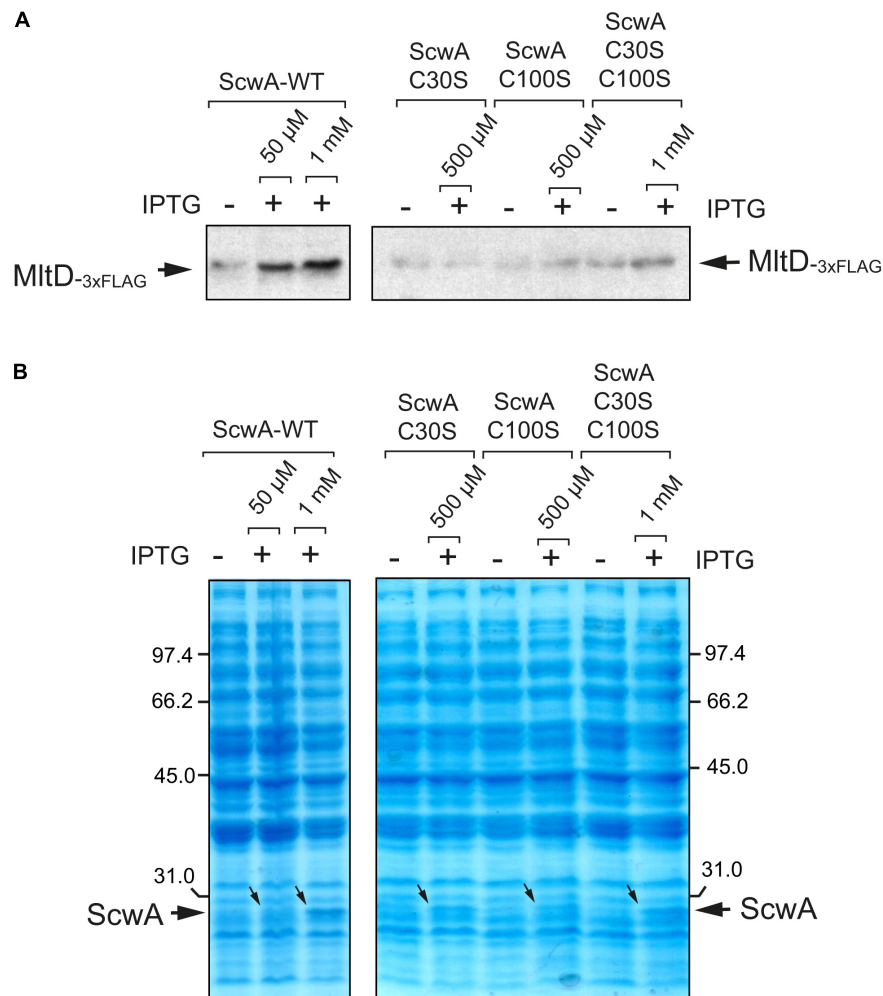 A
ScwA-WT
ScwA
C30S
ScwA
C100S
ScwA
C30S
C100S
50 µM
1 mM
500 µM
500 µM
1 mM
IPTG - + + - + - + - + IPTG
MltD-3xFLAG
MltD-3xFLAG
B
ScwA-WT
ScwA
C30S
ScwA
C100S
ScwA
C30S
C100S
50 µM
1 mM
500 µM
500 µM
1 mM
IPTG - + + - + - + - + IPTG
97.4
97.4
66.2
66.2
45.0
45.0
31.0
31.0
ScwA
ScwA